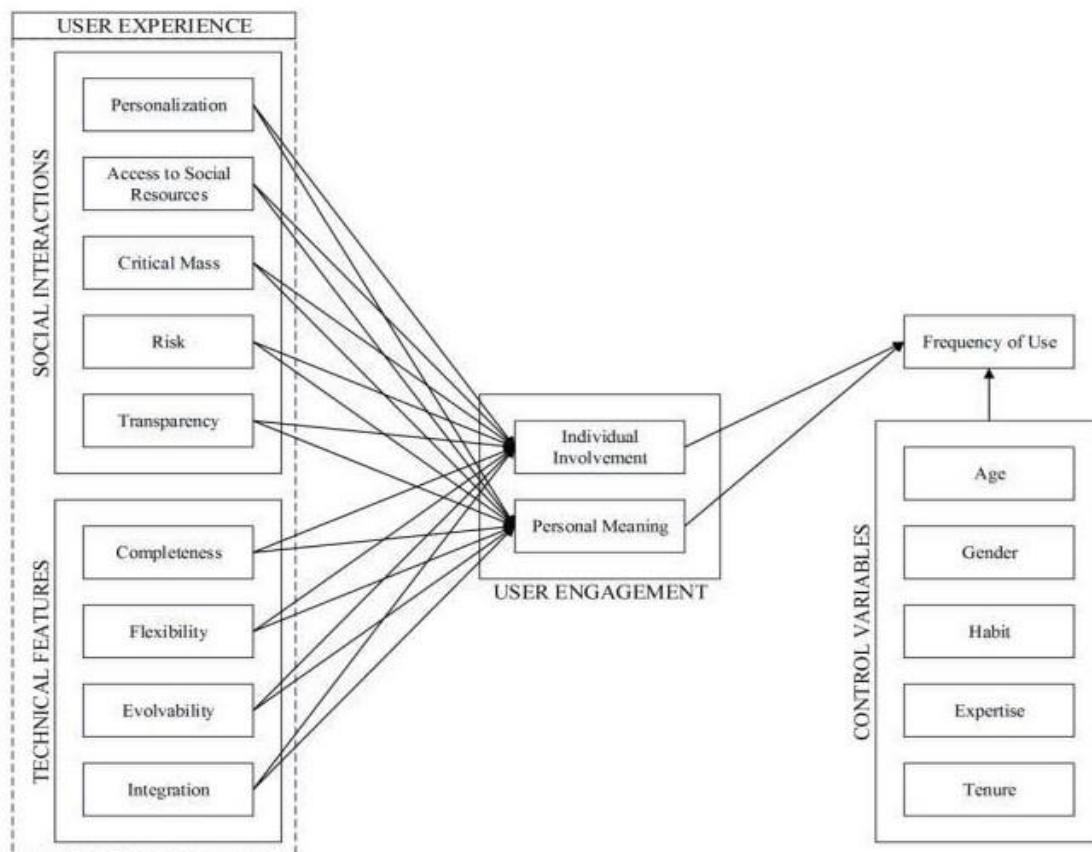 USER EXPERIENCE
SOCIAL INTERACTIONS
Personalization
Access to Social
Resources
Critical Mass
Risk
Transparency
TECHNICAL FEATURES
Completeness
Flexibility
Evolvability
Integration
Individual
Involvement
Personal Meaning
USER ENGAGEMENT
Frequency of Use
CONTROL VARIABLES
Age
Gender
Habit
Expertise
Tenure